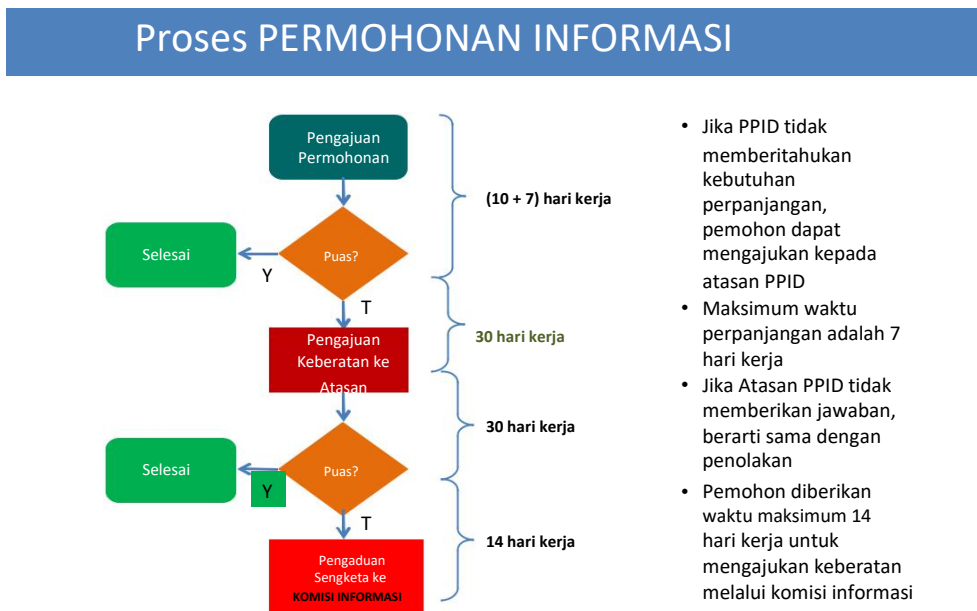 Proses PERMOHONAN INFORMASI
Pengajuan
Permohonan
(10 + 7) hari kerja
Selesai
Puas?
Y
T
Pengajuan
Keberatan ke
Atasan
30 hari kerja
30 hari kerja
Selesai
Puas?
Y
T
14 hari kerja
Pengaduan
Sengketa ke
KOMISI INFORMASI
• Jika PPID tidak
memberitahukan
kebutuhan
perpanjangan,
pemohon dapat
mengajukan kepada
atasan PPID
• Maksimum waktu
perpanjangan adalah 7
hari kerja
• Jika Atasan PPID tidak
memberikan jawaban,
berarti sama dengan
penolakan
• Pemohon diberikan
waktu maksimum 14
hari kerja untuk
mengajukan keberatan
melalui komisi informasi